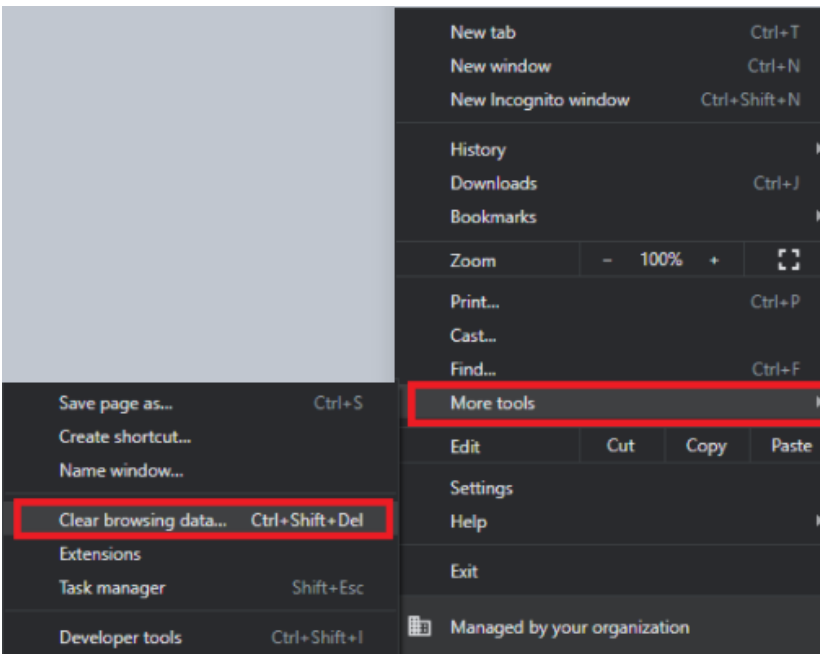 New tab Ctrl+T
New window Ctrl+N
New Incognito window Ctrl+Shift+N
History
Downloads Ctrl+J
Bookmarks
Zoom - 100% +
Print... Ctrl+P
Cast...
Find... Ctrl+F
More tools
Edit Cut Copy Paste
Settings
Help
Exit
Managed by your organization
Save page as... Ctrl+S
Create shortcut...
Name window...
Clear browsing data... Ctrl+Shift+Del
Extensions
Task manager Shift+Esc
Developer tools Ctrl+Shift+I